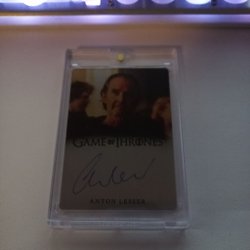 GAME OF THRONES
ANTON LESSER